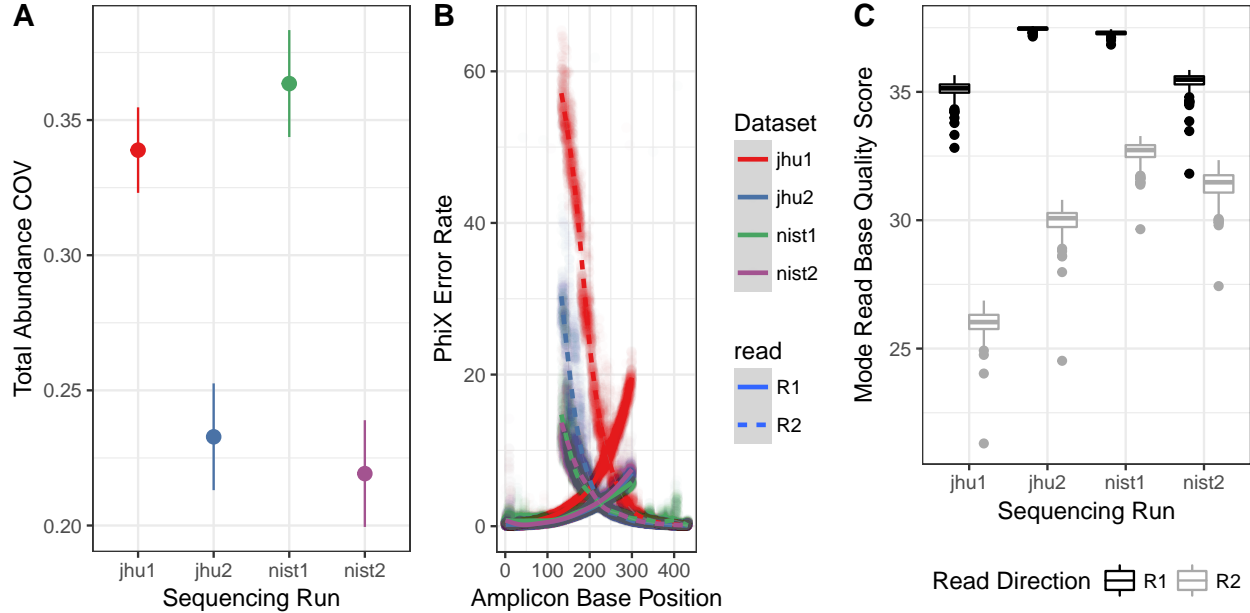 A
Total Abundance COV
0.35
0.30
0.25
0.20
jhu1
jhu2
nist1
nist2
Sequencing Run
B
PhiX Error Rate
60
40
20
0
0 100 200 300 400
Amplicon Base Position
Dataset
jhu1
jhu2
nist1
nist2
read
R1
R2
C
Mode Read Base Quality Score
35
30
25
jhu1
jhu2
nist1
nist2
Sequencing Run
Read Direction R1 R2